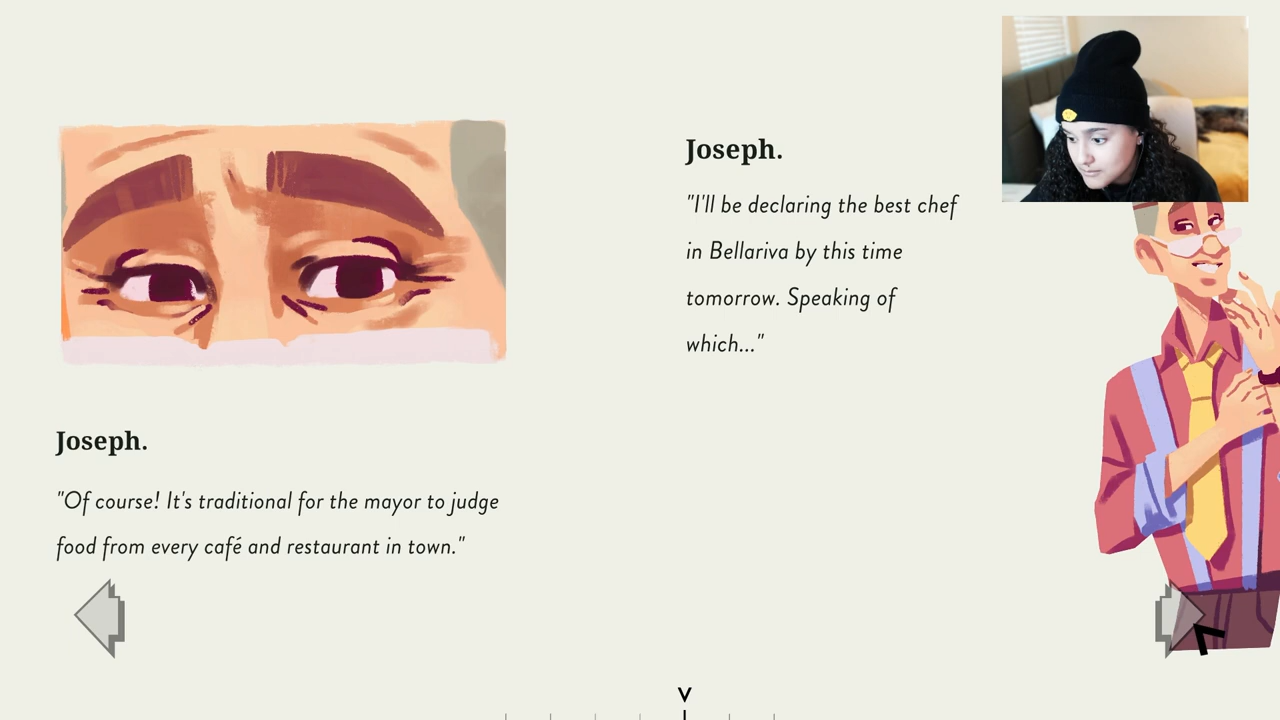 Joseph.
"Of course! It's traditional for the mayor to judge
food from every café and restaurant in town."
Joseph.
"I'll be declaring the best chef
in Bellariva by this time
tomorrow. Speaking of
which..."